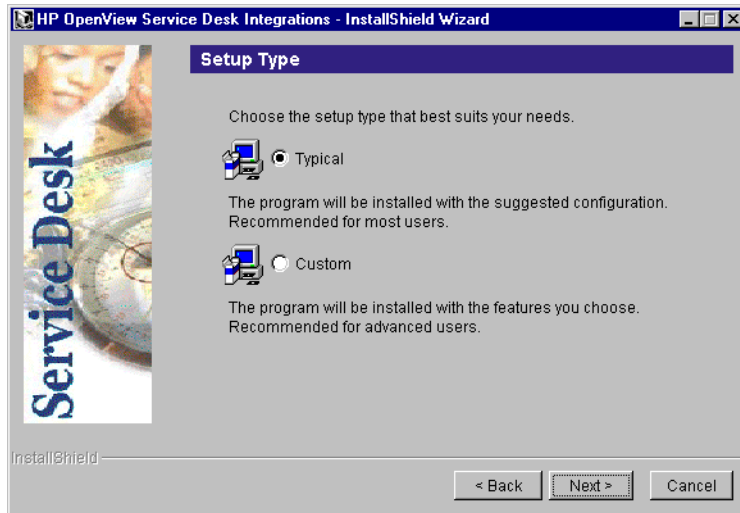 HP OpenView Service Desk Integrations - InstallShield Wizard
Service Desk
Setup Type
Choose the setup type that best suits your needs.
Typical
The program will be installed with the suggested configuration.
Recommended for most users.
Custom
The program will be installed with the features you choose.
Recommended for advanced users.
InstallShield
< Back
Next >
Cancel